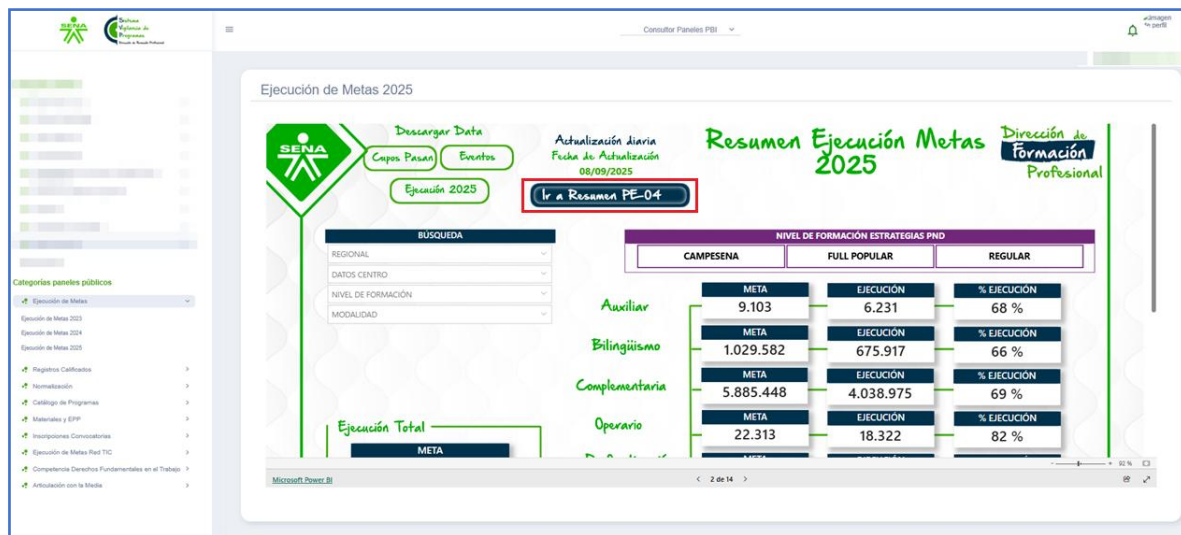 SENA
Sistema
Vigilancia de
Programas
Dirección de Formación Profesional
Consultor Paneles PBI
Imagen
de perfil
Categorías paneles públicos
Ejecución de Metas
Ejecución de Metas 2023
Ejecución de Metas 2024
Ejecución de Metas 2025
Registros Calificados
Normalización
Catálogo de Programas
Materiales y EPP
Inscripciones Convocatorias
Ejecución de Metas Red TIC
Competencia Derechos Fundamentales en el Trabajo
Articulación con la Media
Ejecución de Metas 2025
SENA
Descargar Data
Cupos Pasan
Eventos
Ejecución 2025
Actualización diaria
Fecha de Actualización
08/09/2025
Ir a Resumen PE-04
Resumen Ejecución Metas
2025
Dirección de
Formación
Profesional
BÚSQUEDA
REGIONAL
DATOS CENTRO
NIVEL DE FORMACIÓN
MODALIDAD
NIVEL DE FORMACIÓN ESTRATEGIAS PND
CAMPESENA FULL POPULAR REGULAR
META EJECUCIÓN % EJECUCIÓN
Auxiliar 9.103 6.231 68 %
META EJECUCIÓN % EJECUCIÓN
Bilingüismo 1.029.582 675.917 66 %
META EJECUCIÓN % EJECUCIÓN
Complementaria 5.885.448 4.038.975 69 %
META EJECUCIÓN % EJECUCIÓN
Operario 22.313 18.322 82 %
Ejecución Total
META
Microsoft Power BI
2 de 14
92 %